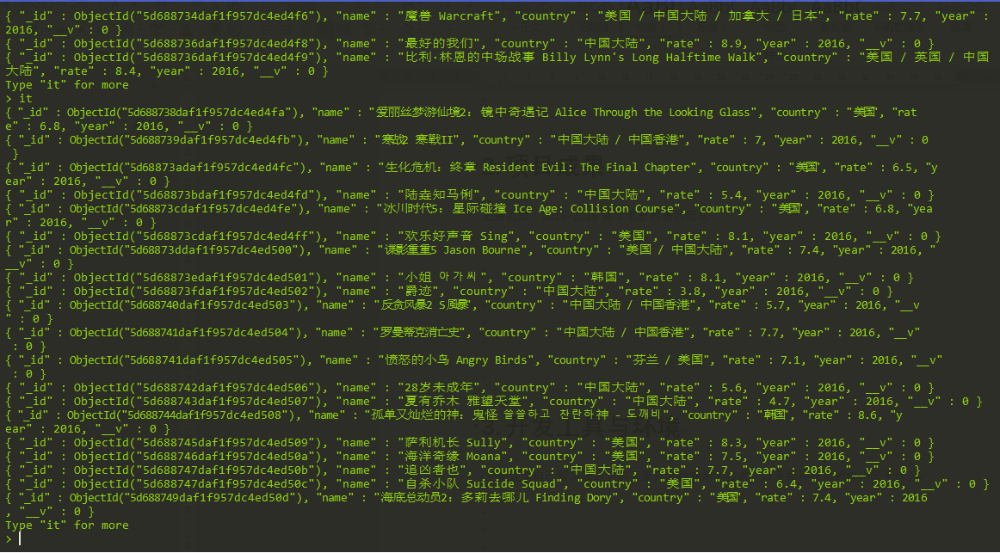 { "_id" : ObjectId("5d688734daf1f957dc4ed4f6"), "name" : "魔兽 Warcraft", "country" : "美国 / 中国大陆 / 加拿大 / 日本", "rate" : 7.7, "year" :
2016, "__v" : 0 }
{ "_id" : ObjectId("5d688736daf1f957dc4ed4f8"), "name" : "最好的我们", "country" : "中国大陆", "rate" : 8.9, "year" : 2016, "__v" : 0 }
{ "_id" : ObjectId("5d688736daf1f957dc4ed4f9"), "name" : "比利·林恩的中场战事 Billy Lynn's Long Halftime Walk", "country" : "美国 / 英国 / 中国
大陆", "rate" : 8.4, "year" : 2016, "__v" : 0 }
Type "it" for more
> it
{ "_id" : ObjectId("5d688738daf1f957dc4ed4fa"), "name" : "爱丽丝梦游仙境2：镜中奇遇记 Alice Through the Looking Glass", "country" : "美国", "rat
e" : 6.8, "year" : 2016, "__v" : 0 }
{ "_id" : ObjectId("5d688739daf1f957dc4ed4fb"), "name" : "寒战2 寒戰II", "country" : "中国大陆 / 中国香港", "rate" : 7, "year" : 2016, "__v" : 0
}
{ "_id" : ObjectId("5d68873adaf1f957dc4ed4fc"), "name" : "生化危机：终章 Resident Evil: The Final Chapter", "country" : "美国", "rate" : 6.5, "y
ear" : 2016, "__v" : 0 }
{ "_id" : ObjectId("5d68873bdaf1f957dc4ed4fd"), "name" : "陆垚知马俐", "country" : "中国大陆", "rate" : 5.4, "year" : 2016, "__v" : 0 }
{ "_id" : ObjectId("5d68873cdaf1f957dc4ed4fe"), "name" : "冰川时代5：星际碰撞 Ice Age: Collision Course", "country" : "美国", "rate" : 6.8, "yea
r" : 2016, "__v" : 0 }
{ "_id" : ObjectId("5d68873cdaf1f957dc4ed4ff"), "name" : "欢乐好声音 Sing", "country" : "美国", "rate" : 8.1, "year" : 2016, "__v" : 0 }
{ "_id" : ObjectId("5d68873ddaf1f957dc4ed500"), "name" : "谍影重重5 Jason Bourne", "country" : "美国 / 中国大陆", "rate" : 7.4, "year" : 2016, "
__v" : 0 }
{ "_id" : ObjectId("5d68873edaf1f957dc4ed501"), "name" : "小姐 아가씨", "country" : "韩国", "rate" : 8.1, "year" : 2016, "__v" : 0 }
{ "_id" : ObjectId("5d68873fdaf1f957dc4ed502"), "name" : "爵迹", "country" : "中国大陆", "rate" : 3.8, "year" : 2016, "__v" : 0 }
{ "_id" : ObjectId("5d688740daf1f957dc4ed503"), "name" : "反贪风暴2 S風暴", "country" : "中国大陆 / 中国香港", "rate" : 5.7, "year" : 2016, "__v
" : 0 }
{ "_id" : ObjectId("5d688741daf1f957dc4ed504"), "name" : "罗曼蒂克消亡史", "country" : "中国大陆 / 中国香港", "rate" : 7.7, "year" : 2016, "__v"
: 0 }
{ "_id" : ObjectId("5d688741daf1f957dc4ed505"), "name" : "愤怒的小鸟 Angry Birds", "country" : "芬兰 / 美国", "rate" : 7.1, "year" : 2016, "__v"
: 0 }
{ "_id" : ObjectId("5d688742daf1f957dc4ed506"), "name" : "28岁未成年", "country" : "中国大陆", "rate" : 5.6, "year" : 2016, "__v" : 0 }
{ "_id" : ObjectId("5d688743daf1f957dc4ed507"), "name" : "夏有乔木 雅望天堂", "country" : "中国大陆", "rate" : 4.7, "year" : 2016, "__v" : 0 }
{ "_id" : ObjectId("5d688744daf1f957dc4ed508"), "name" : "孤单又灿烂的神：鬼怪 쓸쓸하고 찬란하神 - 도깨비", "country" : "韩国", "rate" : 8.6, "y
ear" : 2016, "__v" : 0 }
{ "_id" : ObjectId("5d688745daf1f957dc4ed509"), "name" : "萨利机长 Sully", "country" : "美国", "rate" : 8.3, "year" : 2016, "__v" : 0 }
{ "_id" : ObjectId("5d688746daf1f957dc4ed50a"), "name" : "海洋奇缘 Moana", "country" : "美国", "rate" : 7.5, "year" : 2016, "__v" : 0 }
{ "_id" : ObjectId("5d688747daf1f957dc4ed50b"), "name" : "追凶者也", "country" : "中国大陆", "rate" : 7.7, "year" : 2016, "__v" : 0 }
{ "_id" : ObjectId("5d688747daf1f957dc4ed50c"), "name" : "自杀小队 Suicide Squad", "country" : "美国", "rate" : 6.4, "year" : 2016, "__v" : 0 }
{ "_id" : ObjectId("5d688749daf1f957dc4ed50d"), "name" : "海底总动员2：多莉去哪儿 Finding Dory", "country" : "美国", "rate" : 7.4, "year" : 2016
, "__v" : 0 }
Type "it" for more
>